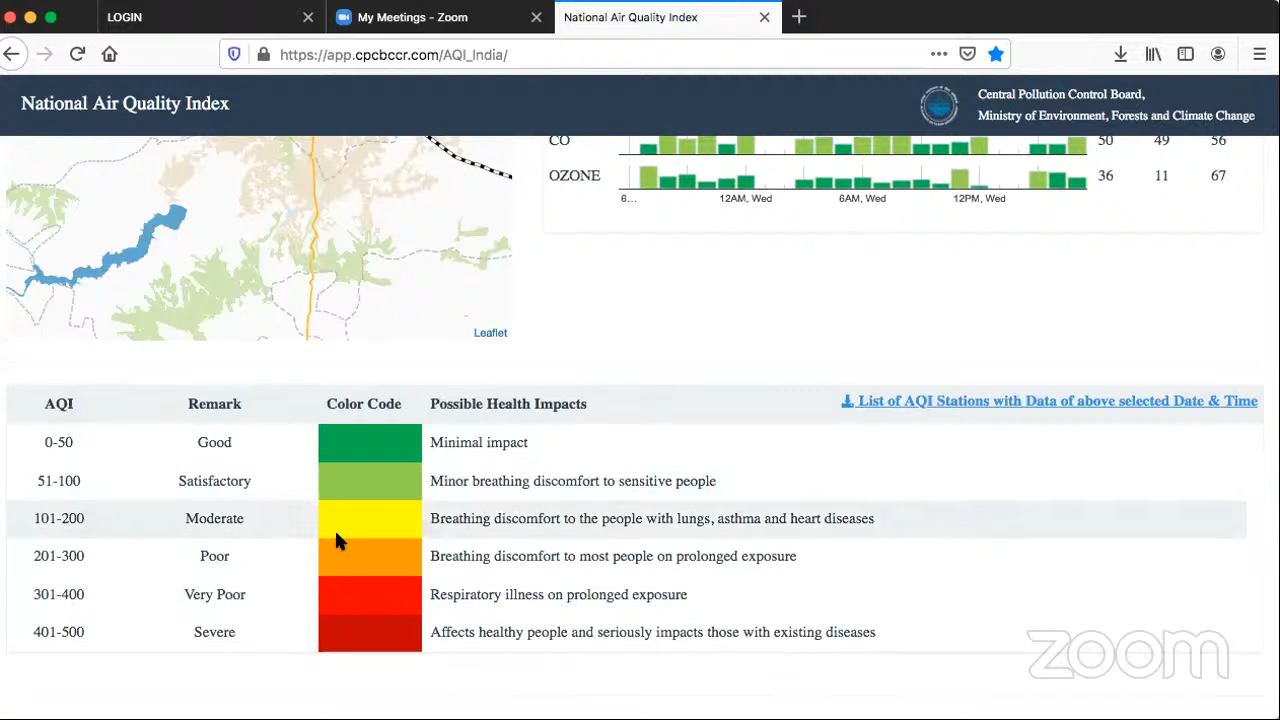 LOGIN
My Meetings - Zoom
National Air Quality Index
https://app.cpcbccr.com/AQI_India/
National Air Quality Index
Central Pollution Control Board,
Ministry of Environment, Forests and Climate Change
CO 50 49 56
OZONE 36 11 67
6... 12AM, Wed 6AM, Wed 12PM, Wed
Leaflet
AQI Remark Color Code Possible Health Impacts List of AQI Stations with Data of above selected Date & Time
0-50 Good Minimal impact
51-100 Satisfactory Minor breathing discomfort to sensitive people
101-200 Moderate Breathing discomfort to the people with lungs, asthma and heart diseases
201-300 Poor Breathing discomfort to most people on prolonged exposure
301-400 Very Poor Respiratory illness on prolonged exposure
401-500 Severe Affects healthy people and seriously impacts those with existing diseases
zoom